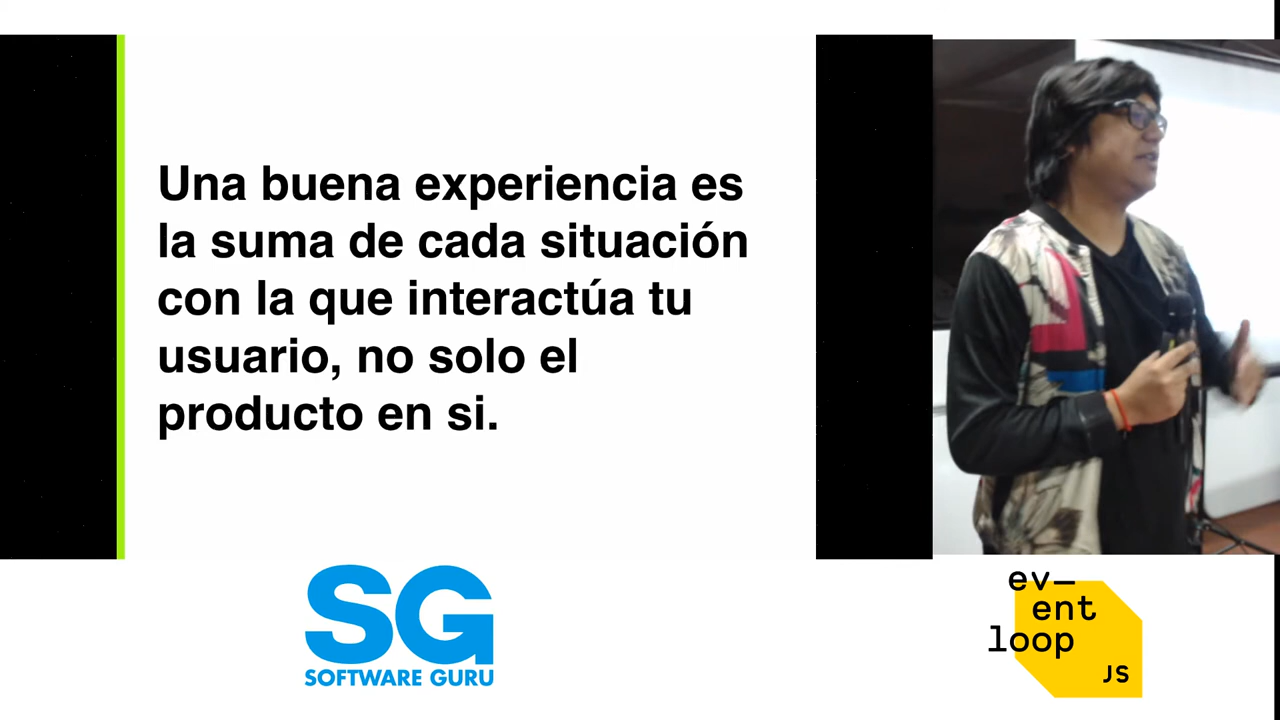 Una buena experiencia es
la suma de cada situación
con la que interactúa tu
usuario, no solo el
producto en si.
SG
SOFTWARE GURU
ev—
ent
loop
JS